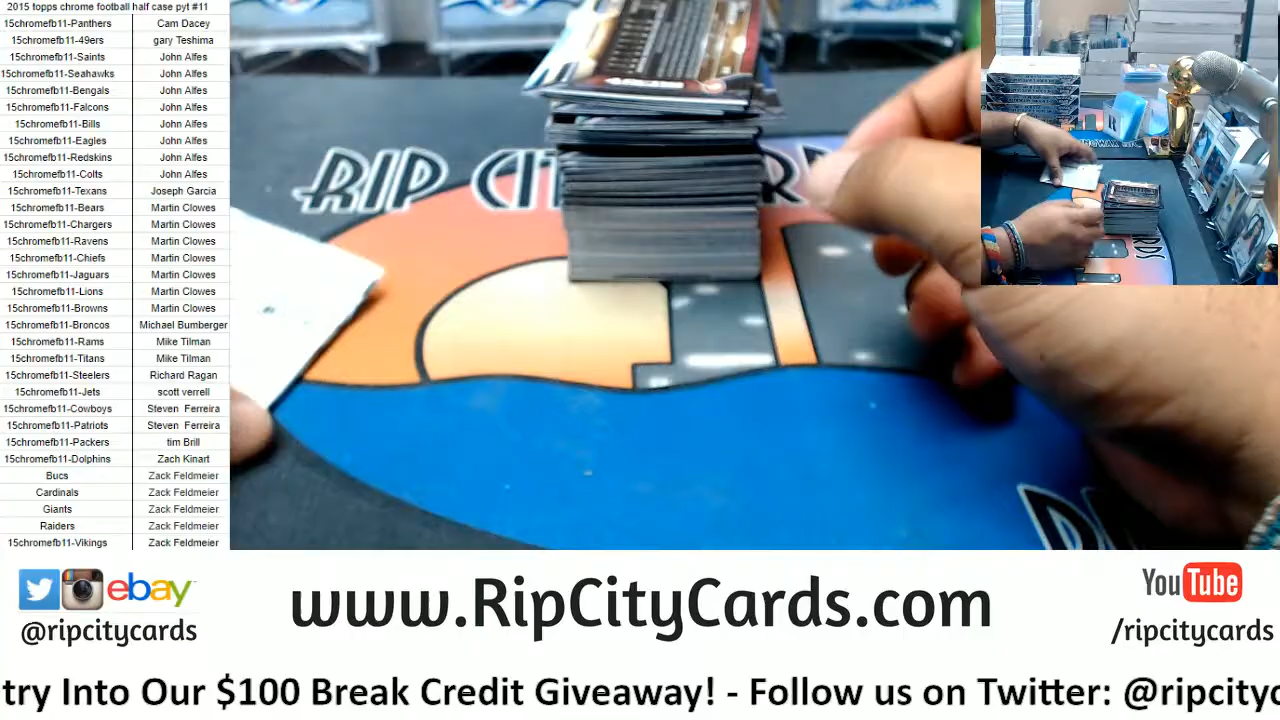 2015 topps chrome football half case pyt #11
15chromefb11-Panthers Cam Dacey
15chromefb11-49ers gary Teshima
15chromefb11-Saints John Alfes
15chromefb11-Seahawks John Alfes
15chromefb11-Bengals John Alfes
15chromefb11-Falcons John Alfes
15chromefb11-Bills John Alfes
15chromefb11-Eagles John Alfes
15chromefb11-Redskins John Alfes
15chromefb11-Colts John Alfes
15chromefb11-Texans Joseph Garcia
15chromefb11-Bears Martin Clowes
15chromefb11-Chargers Martin Clowes
15chromefb11-Ravens Martin Clowes
15chromefb11-Chiefs Martin Clowes
15chromefb11-Jaguars Martin Clowes
15chromefb11-Lions Martin Clowes
15chromefb11-Browns Martin Clowes
15chromefb11-Broncos Michael Bumberger
15chromefb11-Rams Mike Tilman
15chromefb11-Titans Mike Tilman
15chromefb11-Steelers Richard Ragan
15chromefb11-Jets scott verrell
15chromefb11-Cowboys Steven Ferreira
15chromefb11-Patriots Steven Ferreira
15chromefb11-Packers tim Brill
15chromefb11-Dolphins Zach Kinart
Bucs Zack Feldmeier
Cardinals Zack Feldmeier
Giants Zack Feldmeier
Raiders Zack Feldmeier
15chromefb11-Vikings Zack Feldmeier
RIP CIT RD
ARDS
ebay
@ripcitycards
www.RipCityCards.com
YouTube
/ripcitycards
try Into Our $100 Break Credit Giveaway! - Follow us on Twitter: @ripcityc